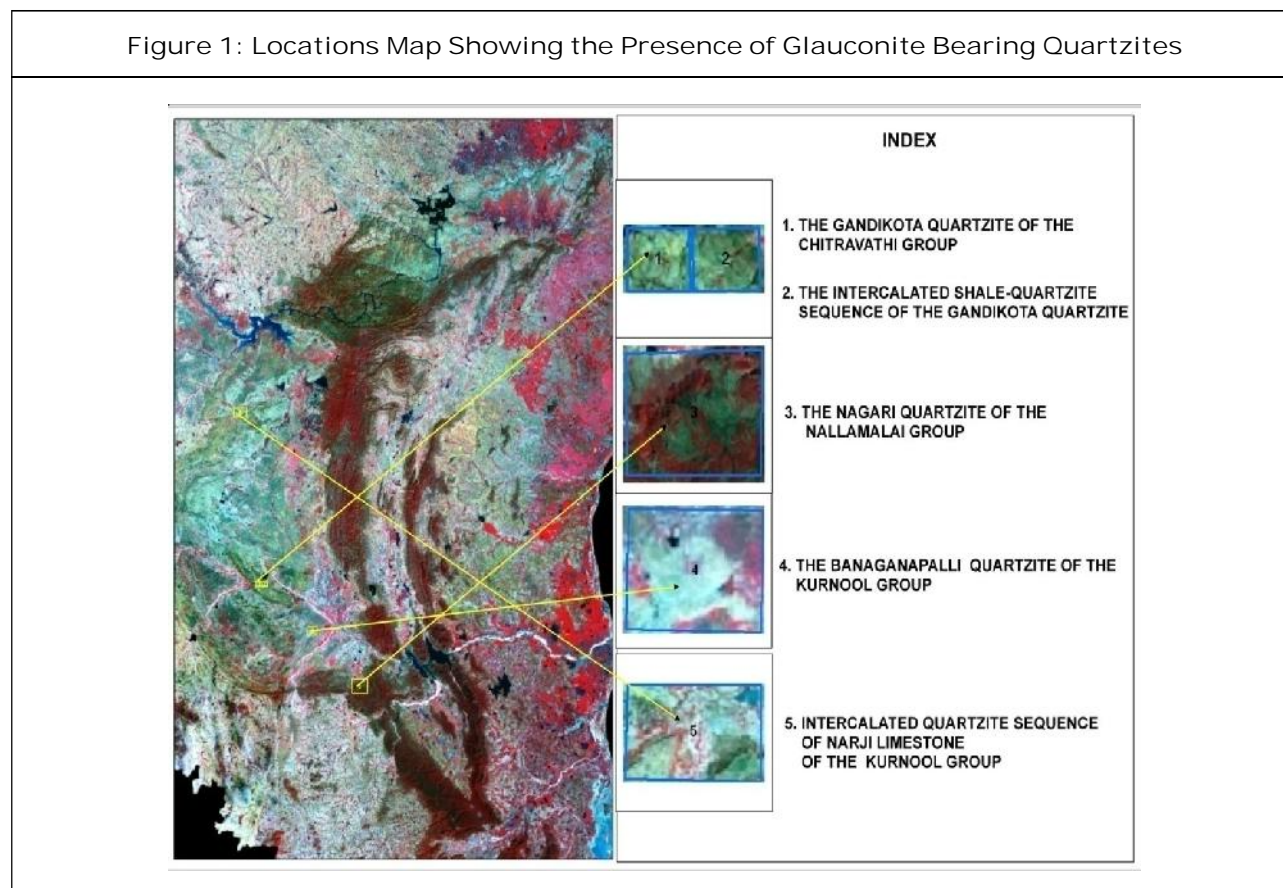 Figure 1: Locations Map Showing the Presence of Glauconite Bearing Quartzites
INDEX
1 2
1. THE GANDIKOTA QUARTZITE OF THE
CHITRAVATHI GROUP
2. THE INTERCALATED SHALE-QUARTZITE
SEQUENCE OF THE GANDIKOTA QUARTZITE
3
3. THE NAGARI QUARTZITE OF THE
NALLAMALAI GROUP
4
4. THE BANAGANAPALLI QUARTZITE OF THE
KURNOOL GROUP
5
5. INTERCALATED QUARTZITE SEQUENCE
OF NARJI LIMESTONE
OF THE KURNOOL GROUP